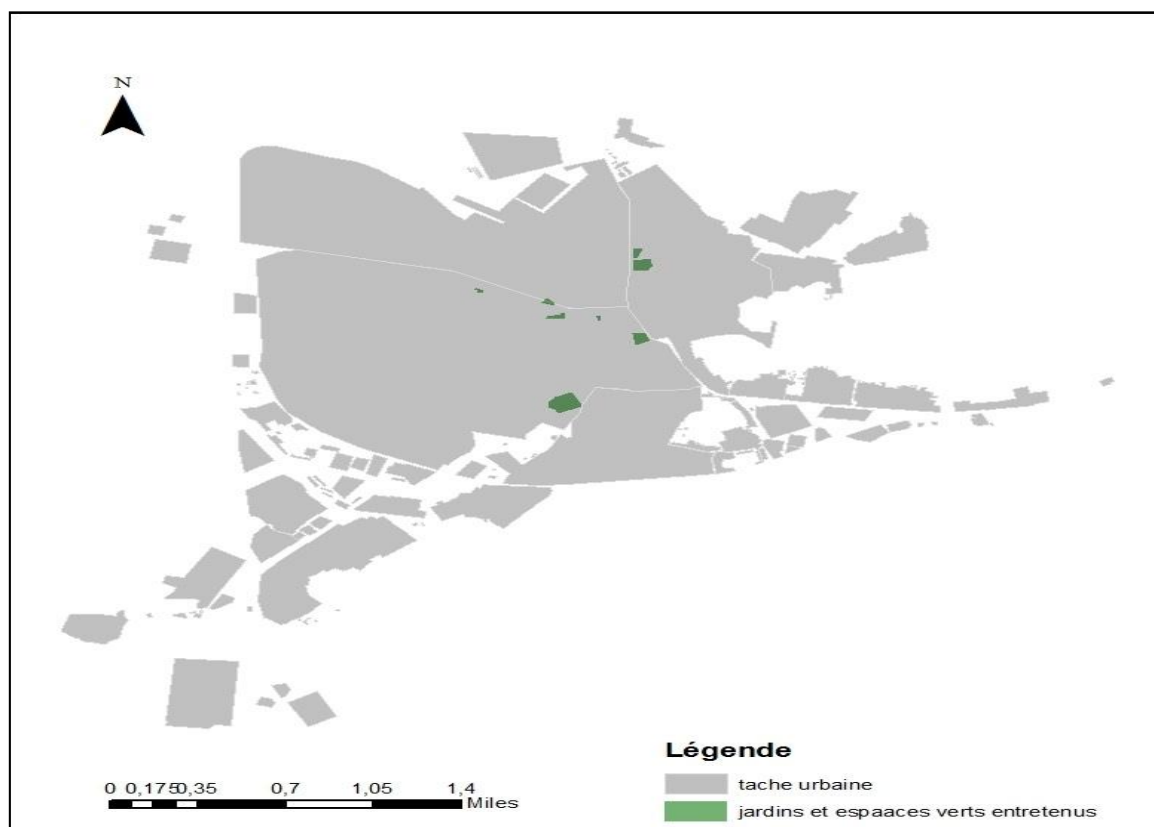 N
Légende
tache urbaine
jardins et espaaces verts entretenus
0 0,1750,35 0,7 1,05 1,4
Miles